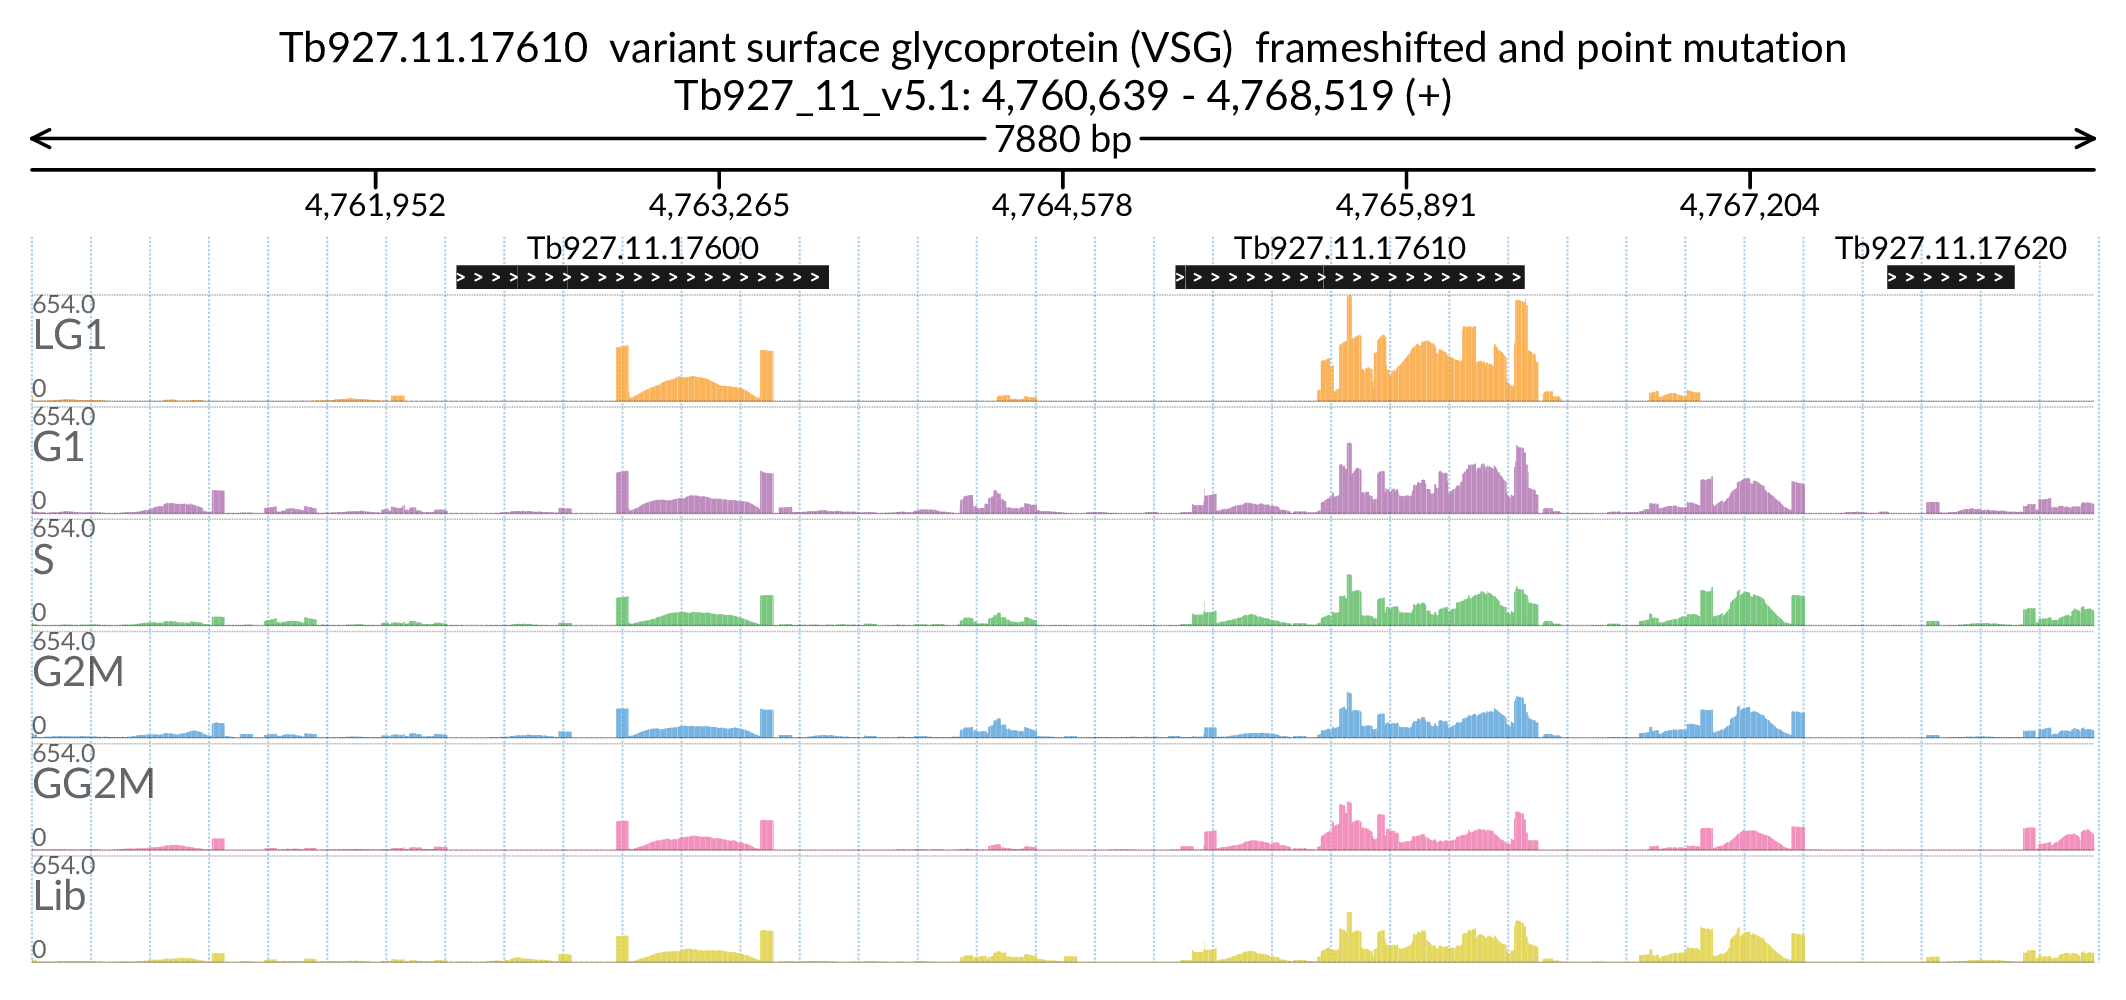 Tb927.11.17610  variant surface glycoprotein (VSG)  frameshifted and point mutation
Tb927_11_v5.1: 4,760,639 - 4,768,519 (+)
7880 bp
4,761,952 4,763,265 4,764,578 4,765,891 4,767,204
Tb927.11.17600 Tb927.11.17610 Tb927.11.17620
654.0
LG1
0
654.0
G1
0
654.0
S
0
654.0
G2M
0
654.0
GG2M
0
654.0
Lib
0